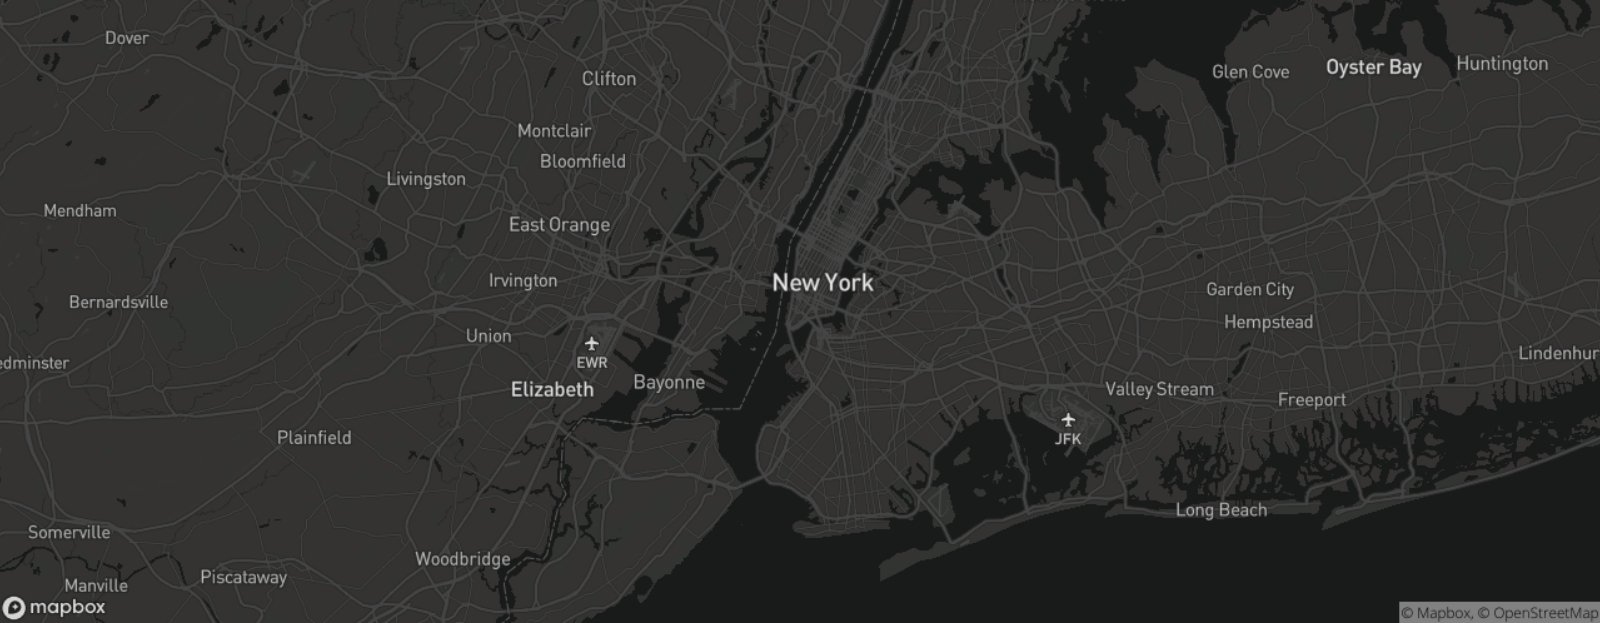 Dover
Clifton
Glen Cove
Oyster Bay
Huntington
Montclair
Bloomfield
Livingston
Mendham
East Orange
Irvington
New York
Garden City
Bernardsville
Hempstead
Union
edminster
EWR
Lindenhur
Elizabeth
Bayonne
Valley Stream
Freeport
Plainfield
JFK
Long Beach
Somerville
Woodbridge
Piscataway
Manville
mapbox
© Mapbox, © OpenStreetMap